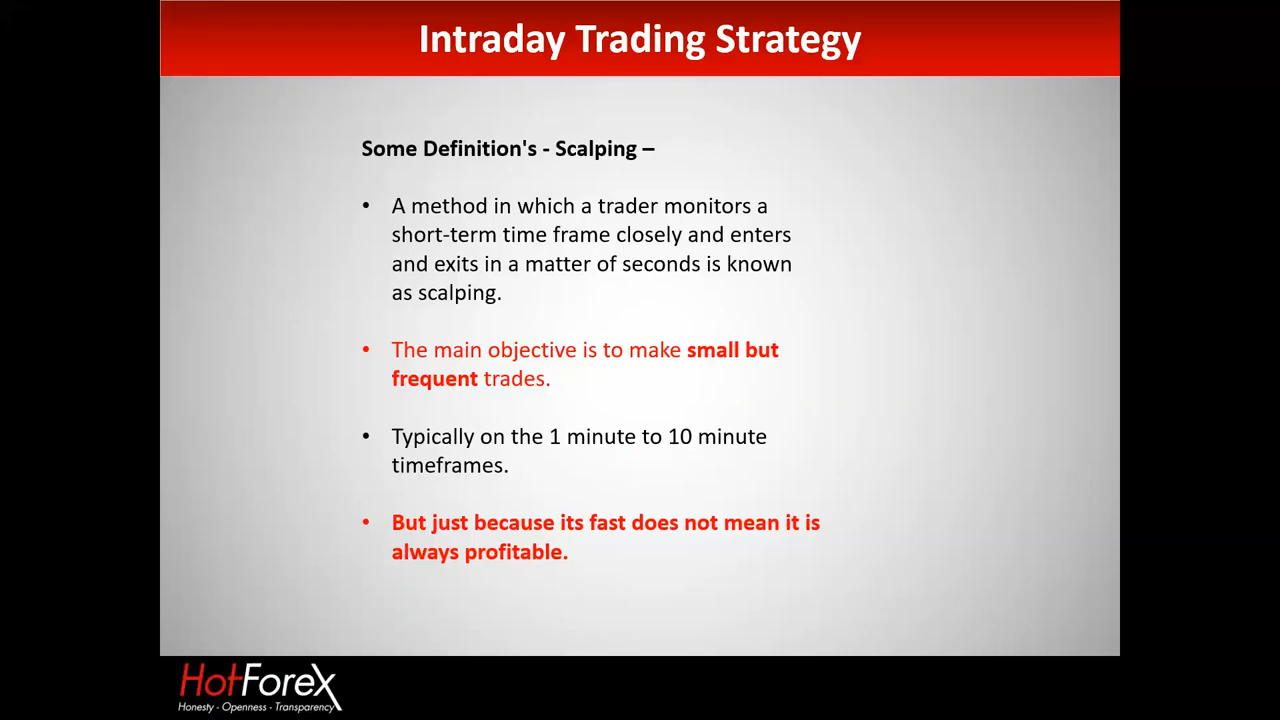 Intraday Trading Strategy
Some Definition's - Scalping –
• A method in which a trader monitors a
short-term time frame closely and enters
and exits in a matter of seconds is known
as scalping.
• The main objective is to make small but
frequent trades.
• Typically on the 1 minute to 10 minute
timeframes.
• But just because its fast does not mean it is
always profitable.
HotForex
Honesty - Openness - Transparency